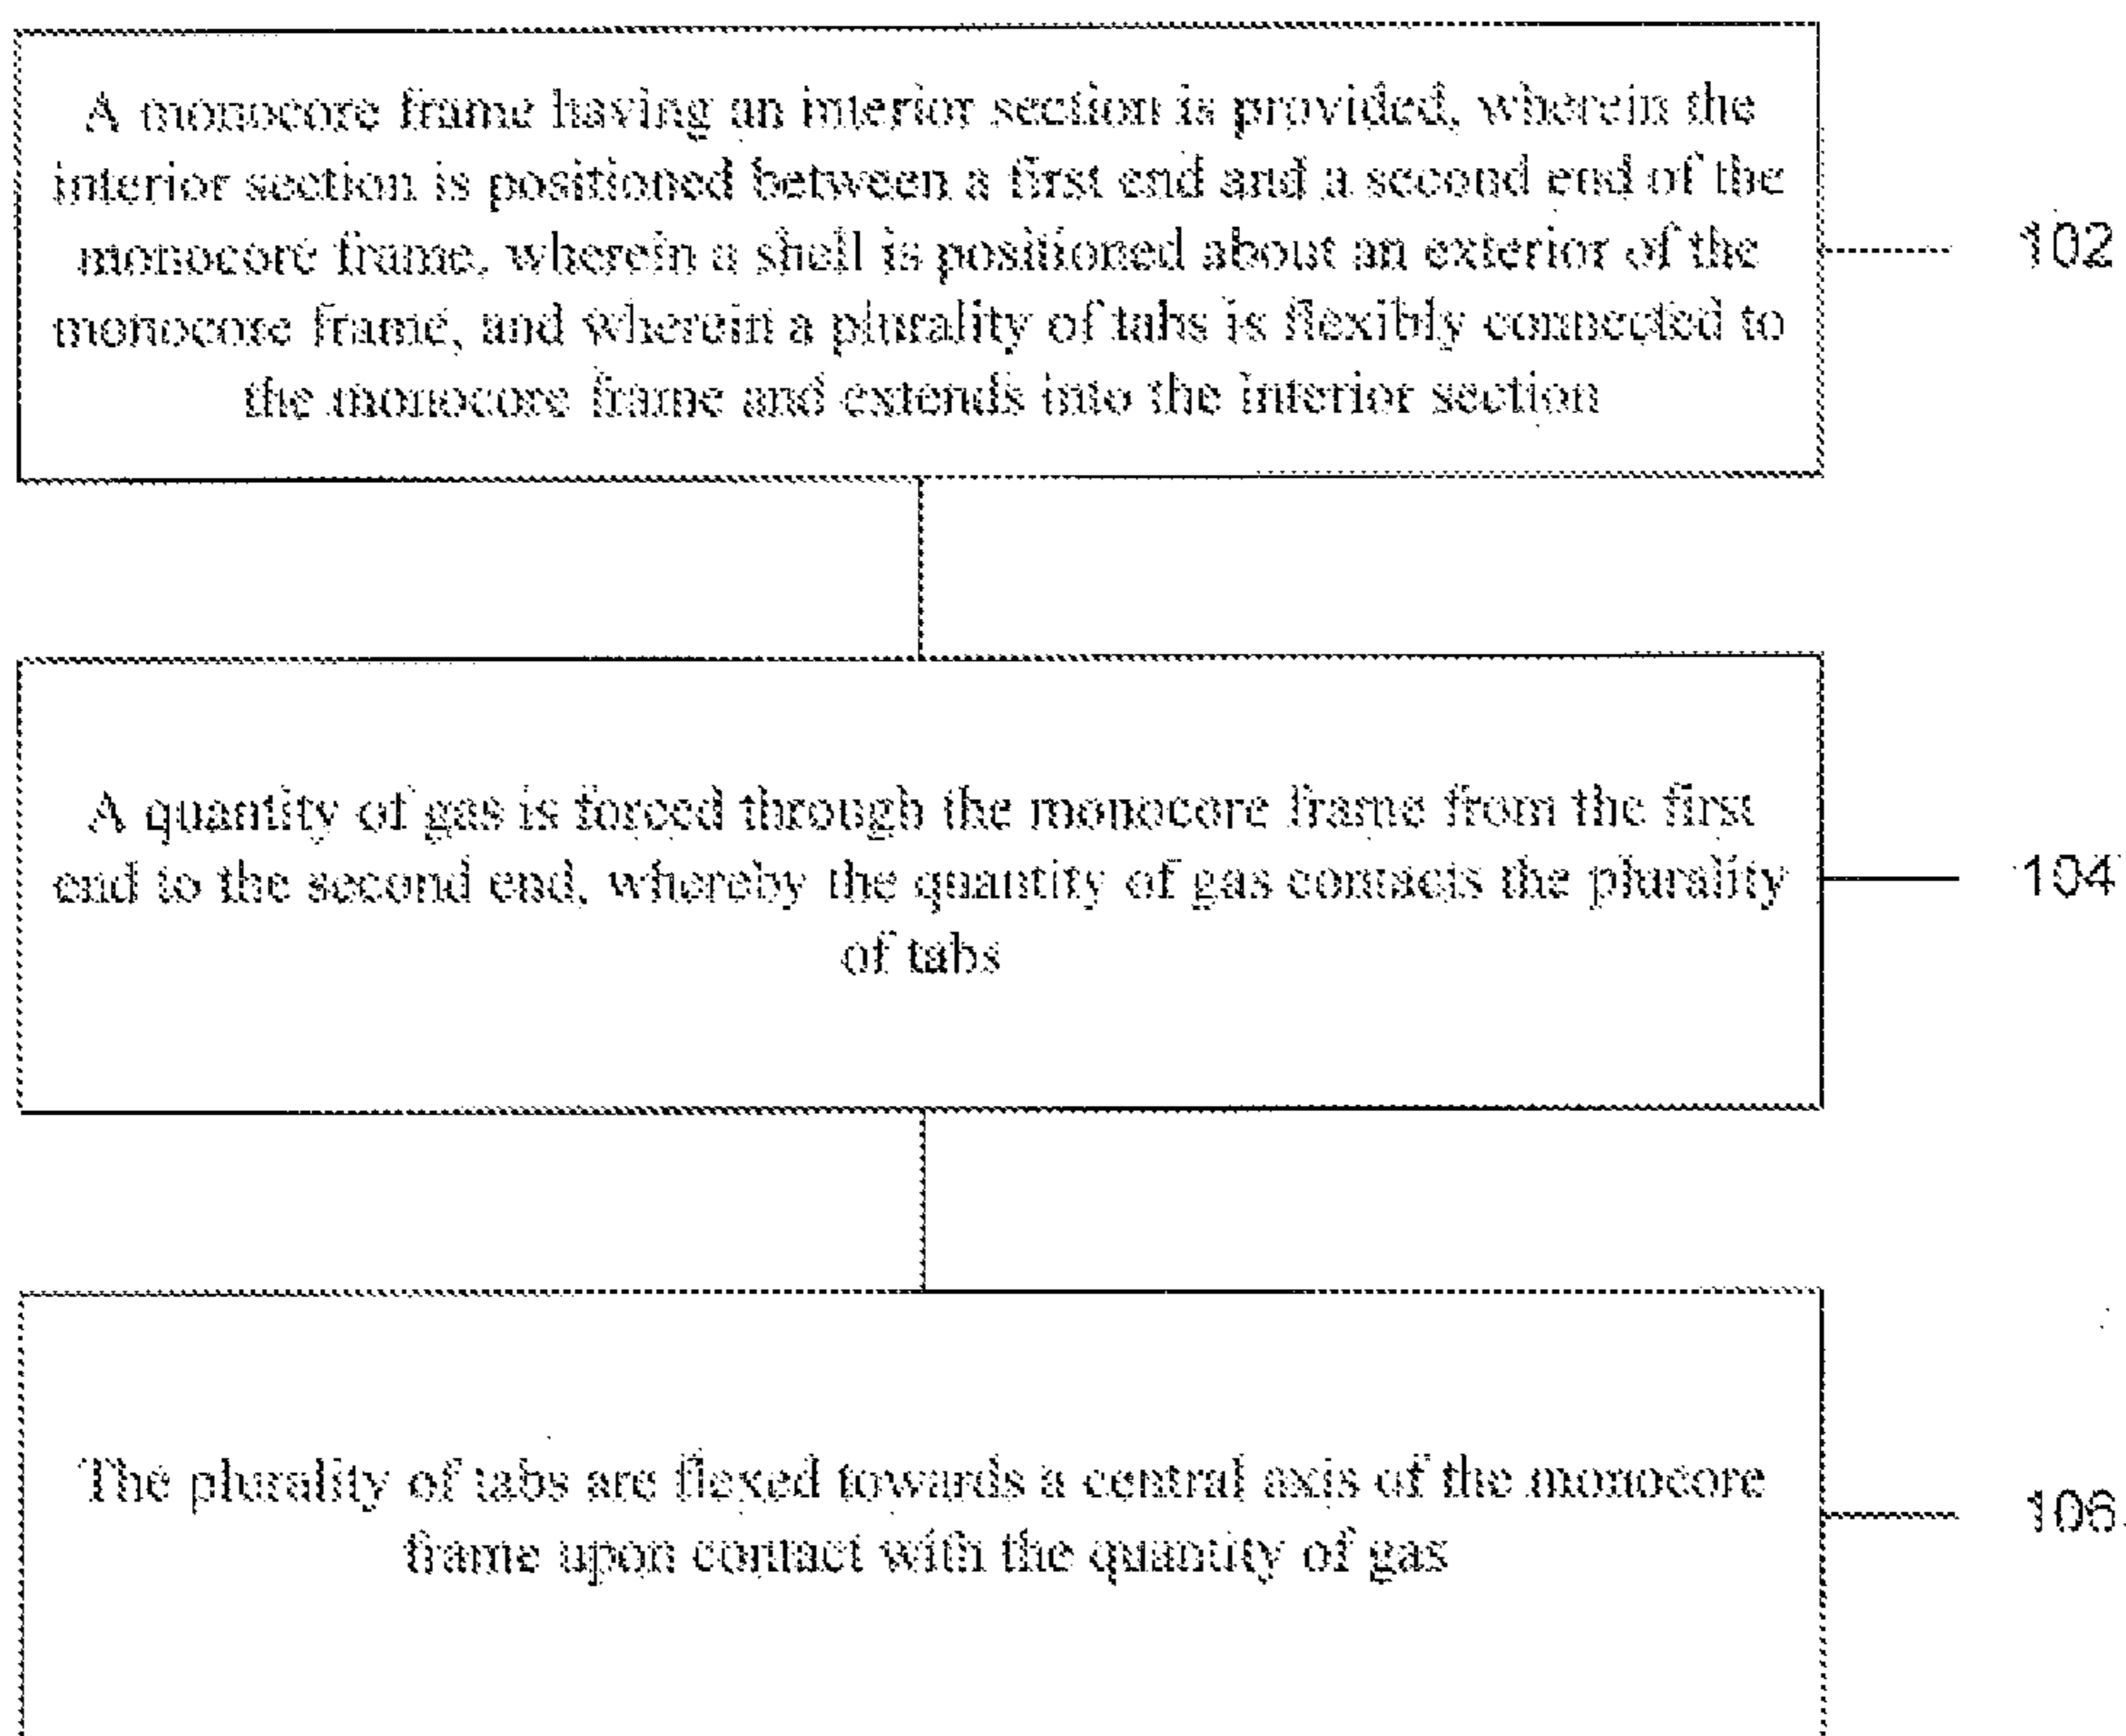 A monocore frame having an interior section is provided, wherein the
interior section is positioned between a first end and a second end of the
monocore frame, wherein a shell is positioned about an exterior of the
monocore frame, and wherein a plurality of tabs is flexibly connected to
the monocore frame and extends into the interior section
102
A quantity of gas is forced through the monocore frame from the first
end to the second end, whereby the quantity of gas contacts the plurality
of tabs
104
The plurality of tabs are flexed towards a central axis of the monocore
frame upon contact with the quantity of gas
106